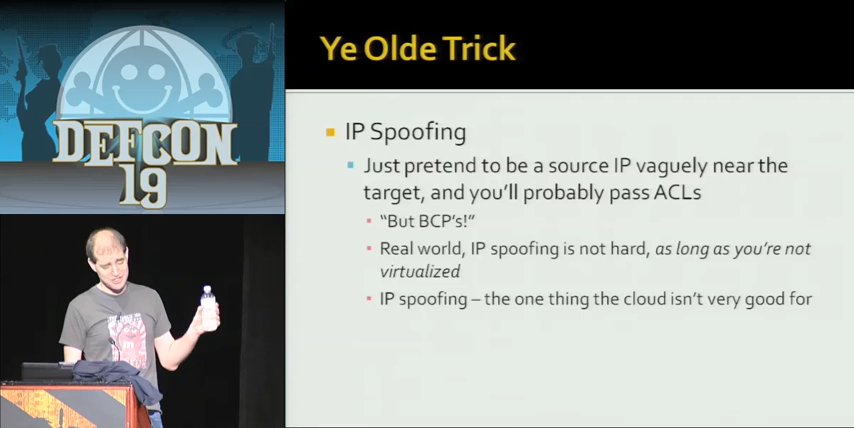 DEFCON
19
Ye Olde Trick
IP Spoofing
Just pretend to be a source IP vaguely near the
target, and you'll probably pass ACLs
"But BCP's!"
Real world, IP spoofing is not hard, as long as you're not
virtualized
IP spoofing – the one thing the cloud isn't very good for